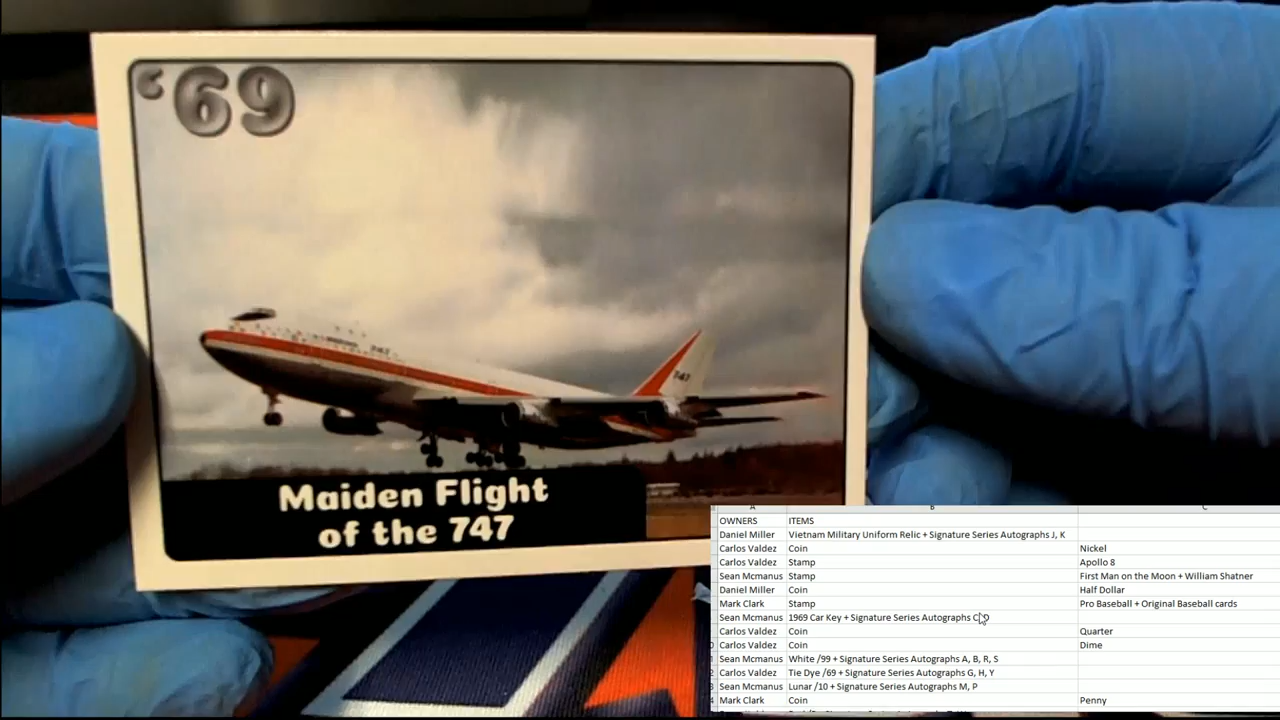 '69
747
747
Maiden Flight
of the 747
A B C
OWNERS ITEMS
Daniel Miller Vietnam Military Uniform Relic + Signature Series Autographs J, K
Carlos Valdez Coin Nickel
Carlos Valdez Stamp Apollo 8
Sean Mcmanus Stamp First Man on the Moon + William Shatner
Daniel Miller Coin Half Dollar
Mark Clark Stamp Pro Baseball + Original Baseball cards
Sean Mcmanus 1969 Car Key + Signature Series Autographs C, D
Carlos Valdez Coin Quarter
Carlos Valdez Coin Dime
Sean Mcmanus White /99 + Signature Series Autographs A, B, R, S
Carlos Valdez Tie Dye /69 + Signature Series Autographs G, H, Y
Sean Mcmanus Lunar /10 + Signature Series Autographs M, P
Mark Clark Coin Penny